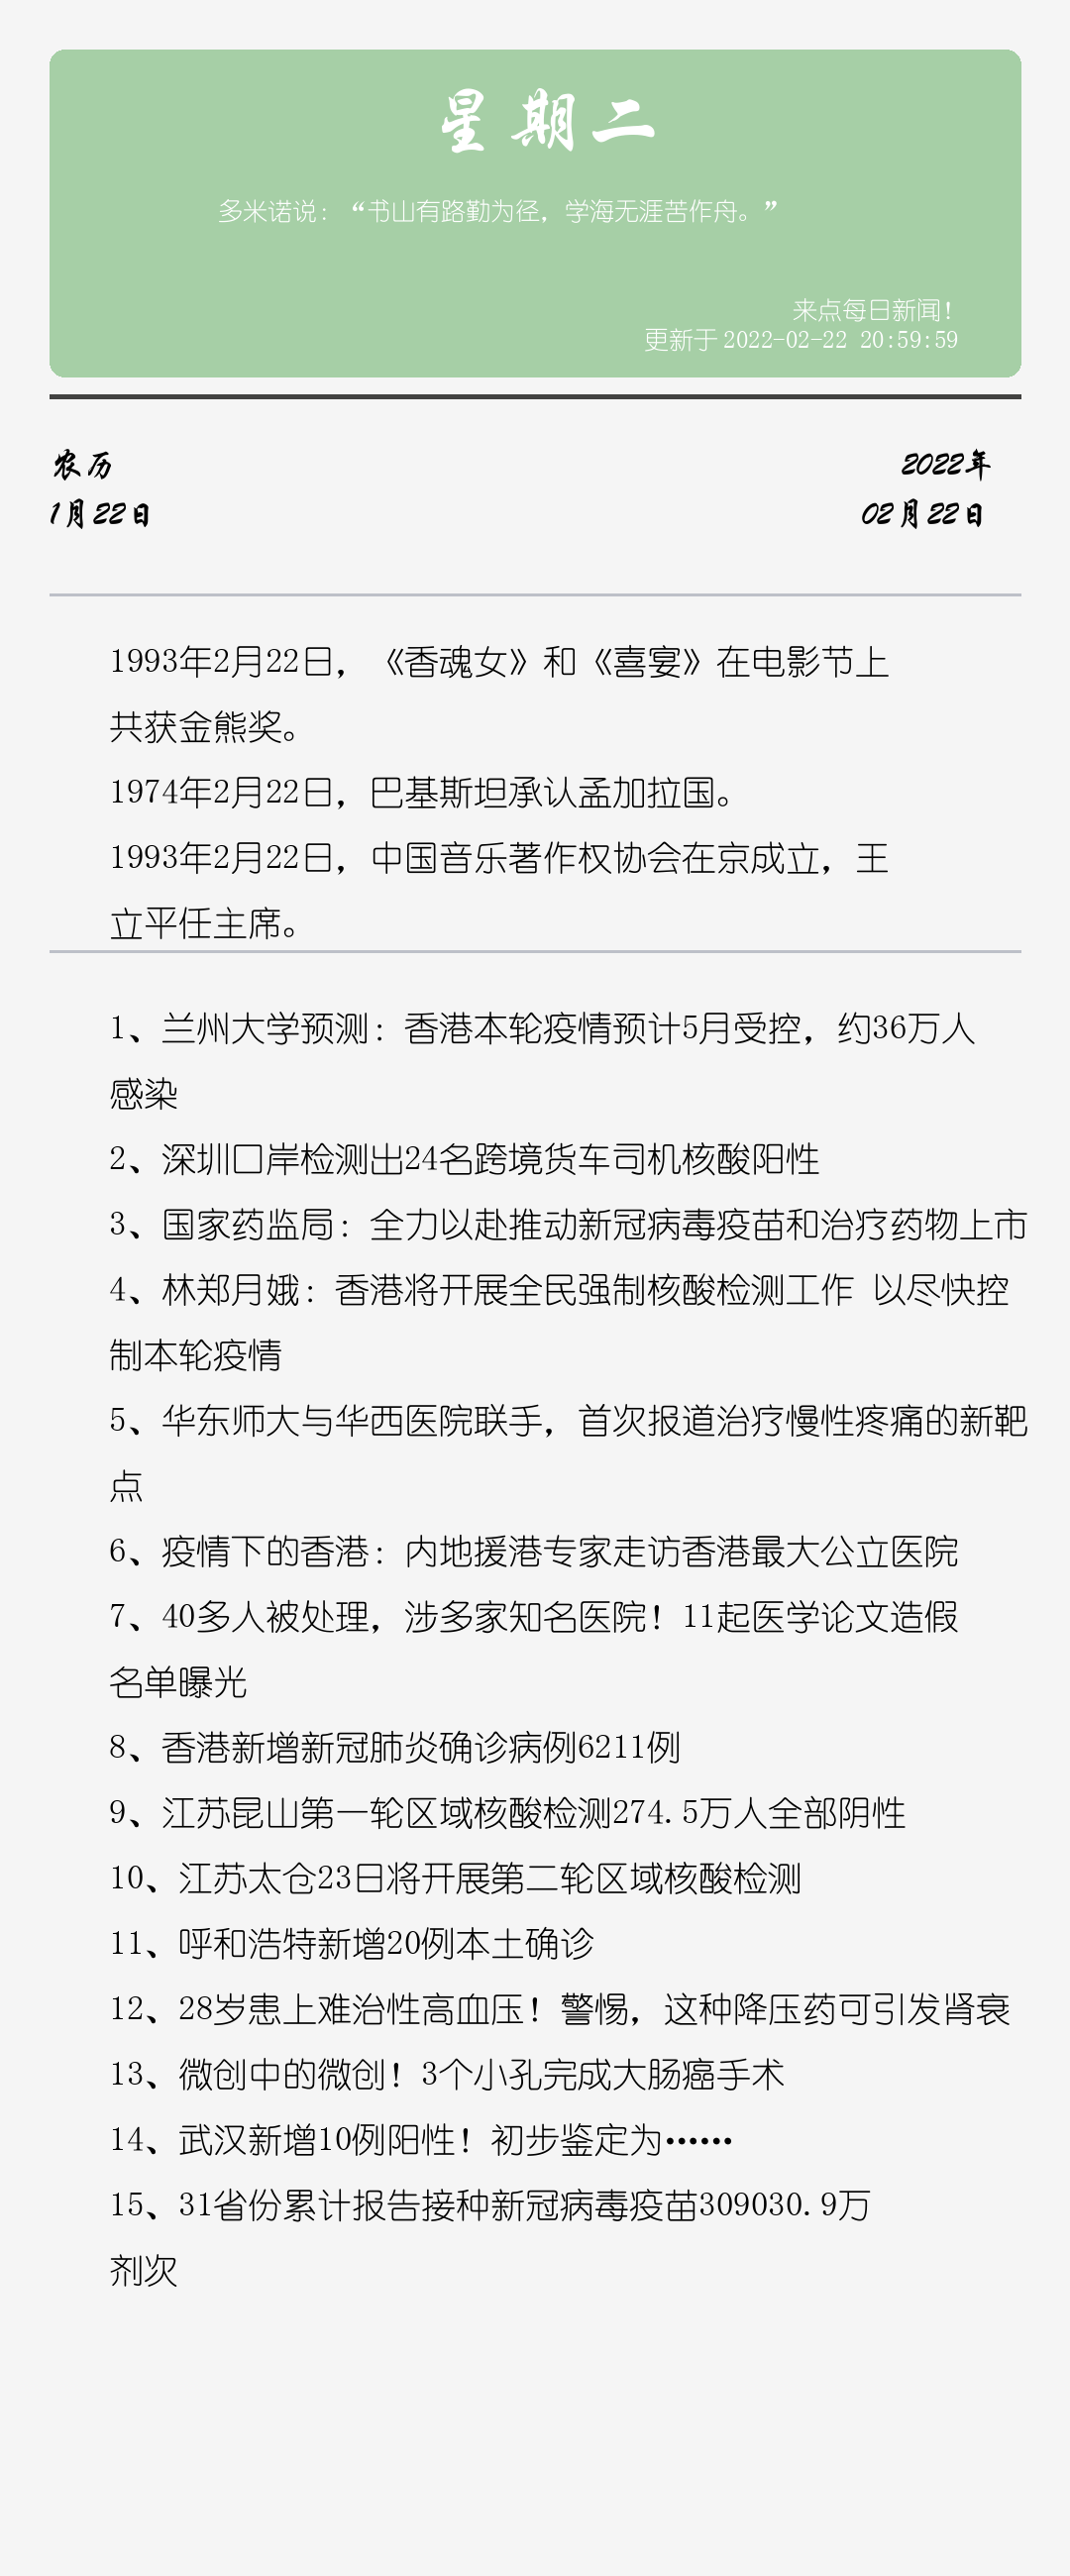 星期二
多米诺说：“书山有路勤为径，学海无涯苦作舟。”
来点每日新闻！
更新于 2022-02-22 20:59:59
农历
2022年
1月22日
02月22日
1993年2月22日，《香魂女》和《喜宴》在电影节上
共获金熊奖。
1974年2月22日，巴基斯坦承认孟加拉国。
1993年2月22日，中国音乐著作权协会在京成立，王
立平任主席。
1、兰州大学预测：香港本轮疫情预计5月受控，约36万人
感染
2、深圳口岸检测出24名跨境货车司机核酸阳性
3、国家药监局：全力以赴推动新冠病毒疫苗和治疗药物上市
4、林郑月娥：香港将开展全民强制核酸检测工作 以尽快控
制本轮疫情
5、华东师大与华西医院联手，首次报道治疗慢性疼痛的新靶
点
6、疫情下的香港：内地援港专家走访香港最大公立医院
7、40多人被处理，涉多家知名医院！11起医学论文造假
名单曝光
8、香港新增新冠肺炎确诊病例6211例
9、江苏昆山第一轮区域核酸检测274.5万人全部阴性
10、江苏太仓23日将开展第二轮区域核酸检测
11、呼和浩特新增20例本土确诊
12、28岁患上难治性高血压！警惕，这种降压药可引发肾衰
13、微创中的微创！3个小孔完成大肠癌手术
14、武汉新增10例阳性！初步鉴定为……
15、31省份累计报告接种新冠病毒疫苗309030.9万
剂次